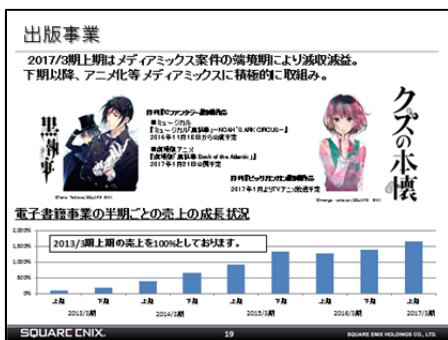 出版事業
2017/3期上期はメディアミックス案件の端境期により減収減益。
下期以降、アニメ化等メディアミックスに積極的に取組み。
黒執事
■ミュージカル
『ミュージカル「黒執事」~NOAH'S ARK CIRCUS~』
2016年11月18日から公演予定
■劇場版アニメ
『劇場版「黒執事 Book of the Atlantic」』
2017年1月21日公開予定
2017年1月よりTVアニメ放送予定
クズの本懐
電子書籍事業の半期ごとの売上の成長状況
2013/3期上期の売上を100%としております。
2,000%
1,500%
1,000%
500%
0%
上期 下期 上期 下期 上期 下期 上期 下期 上期
2013/3期 2014/3期 2015/3期 2016/3期 2017/3期
SQUARE ENIX.
19
SQUARE ENIX HOLDINGS CO., LTD.